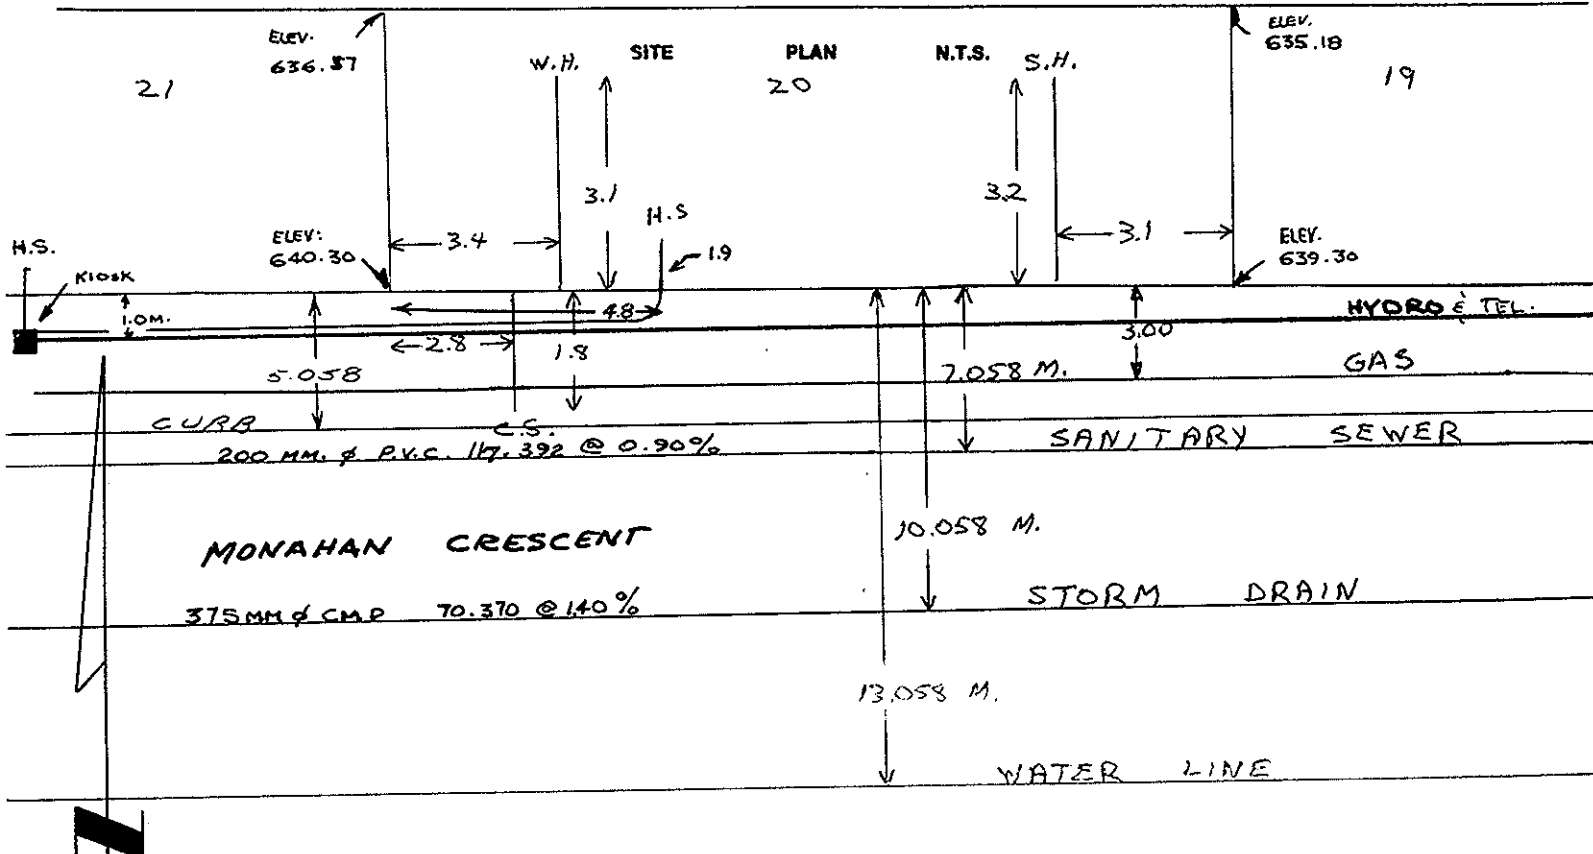 ELEV.
636.37
SITE PLAN N.T.S.
ELEV.
635.18
W.H.
S.H.
21
20
19
3.1
3.2
H.S
H.S.
KIOSK
ELEV:
640.30
3.4
1.9
3.1
ELEV.
639.30
1.0M.
4.8
HYDRO & TEL.
2.8
1.8
3.00
5.058
7.058 M.
GAS
CURB
C.S.
200 MM. ø P.V.C. 117.392 @ 0.90%
SANITARY SEWER
10.058 M.
MONAHAN CRESCENT
375MM ø CMP 70.370 @ 1.40%
STORM DRAIN
13.058 M.
WATER LINE